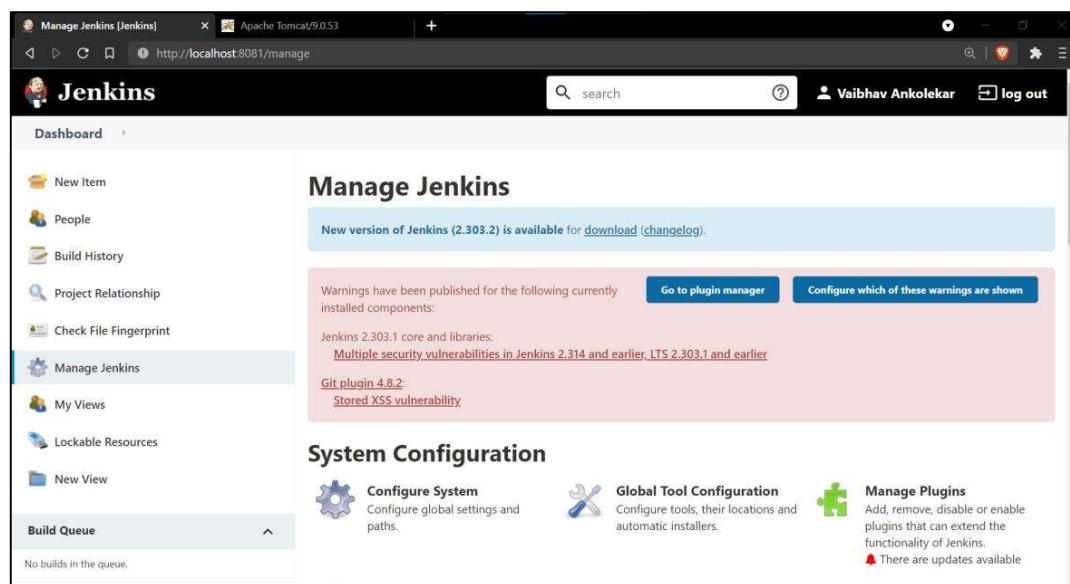 Manage Jenkins [Jenkins]
Apache Tomcat/9.0.53
http://localhost:8081/manage
Jenkins
search
Vaibhav Ankolekar
log out
Dashboard
New Item
People
Build History
Project Relationship
Check File Fingerprint
Manage Jenkins
My Views
Lockable Resources
New View
Build Queue
No builds in the queue.
Manage Jenkins
New version of Jenkins (2.303.2) is available for download (changelog).
Warnings have been published for the following currently
installed components:
Go to plugin manager
Configure which of these warnings are shown
Jenkins 2.303.1 core and libraries:
Multiple security vulnerabilities in Jenkins 2.314 and earlier, LTS 2.303.1 and earlier
Git plugin 4.8.2:
Stored XSS vulnerability
System Configuration
Configure System
Configure global settings and
paths.
Global Tool Configuration
Configure tools, their locations and
automatic installers.
Manage Plugins
Add, remove, disable or enable
plugins that can extend the
functionality of Jenkins.
There are updates available